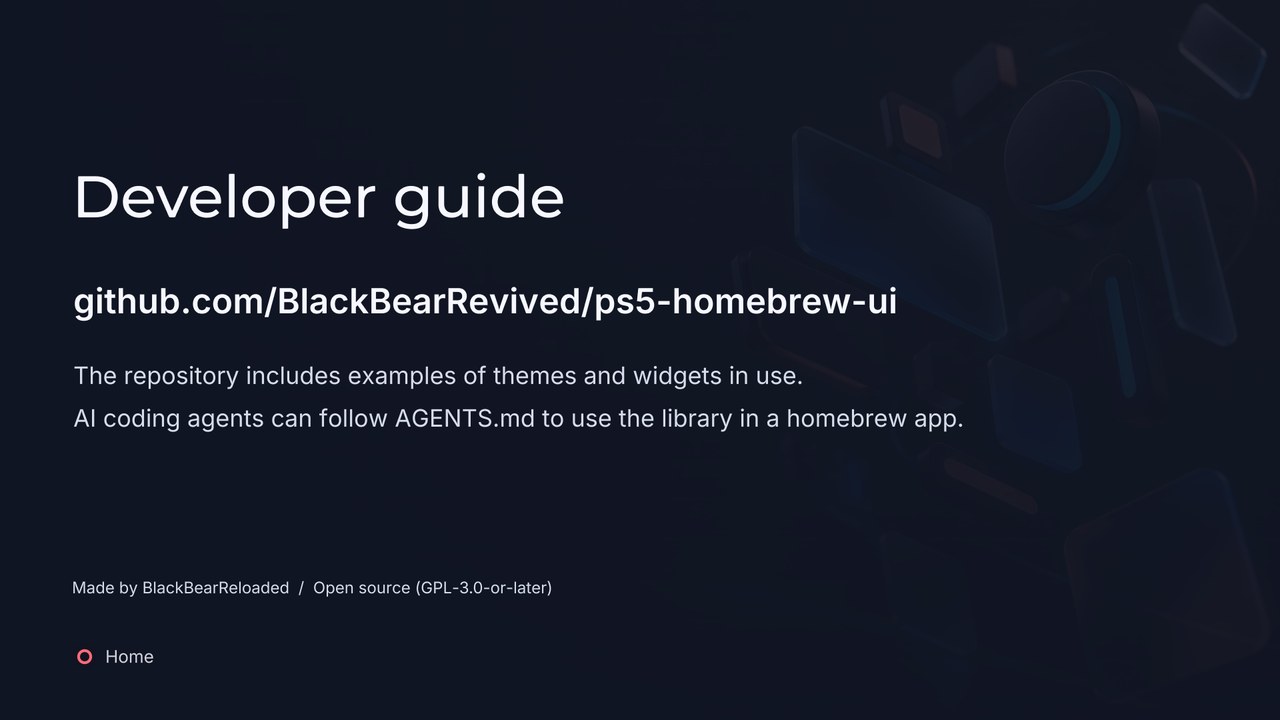 Developer guide
github.com/BlackBearRevived/ps5-homebrew-ui
The repository includes examples of themes and widgets in use.
AI coding agents can follow AGENTS.md to use the library in a homebrew app.
Made by BlackBearReloaded / Open source (GPL-3.0-or-later)
Home